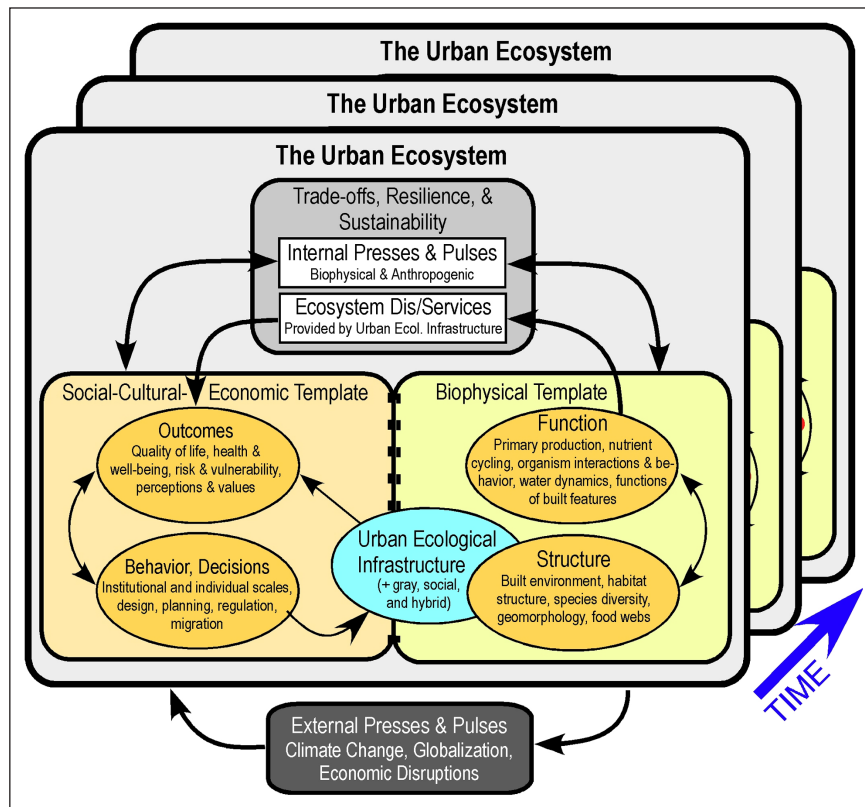 The Urban Ecosystem
The Urban Ecosystem
The Urban Ecosystem
Trade-offs, Resilience, &
Sustainability
Internal Presses & Pulses
Biophysical & Anthropogenic
Ecosystem Dis/Services
Provided by Urban Ecol. Infrastructure
Social-Cultural- Economic Template
Biophysical Template
Outcomes
Quality of life, health &
well-being, risk & vulnerability,
perceptions & values
Function
Primary production, nutrient
cycling, organism interactions & be-
havior, water dynamics, functions
of built features
Urban Ecological
Infrastructure
(+ gray, social,
and hybrid)
Behavior, Decisions
Institutional and individual scales,
design, planning, regulation,
migration
Structure
Built environment, habitat
structure, species diversity,
geomorphology, food webs
TIME
External Presses & Pulses
Climate Change, Globalization,
Economic Disruptions